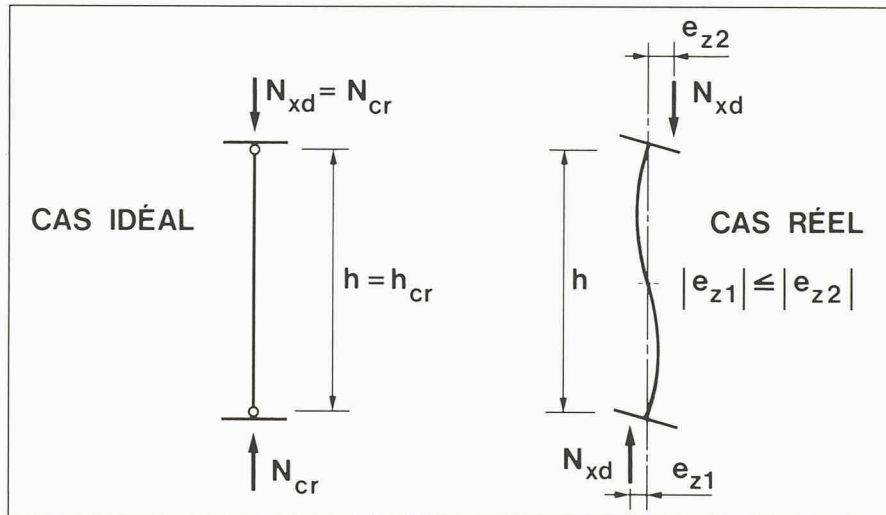 N_xd = N_cr
CAS IDÉAL
h = h_cr
N_cr
e_z2
N_xd
CAS RÉEL
h
|e_z1| ≤ |e_z2|
N_xd
e_z1